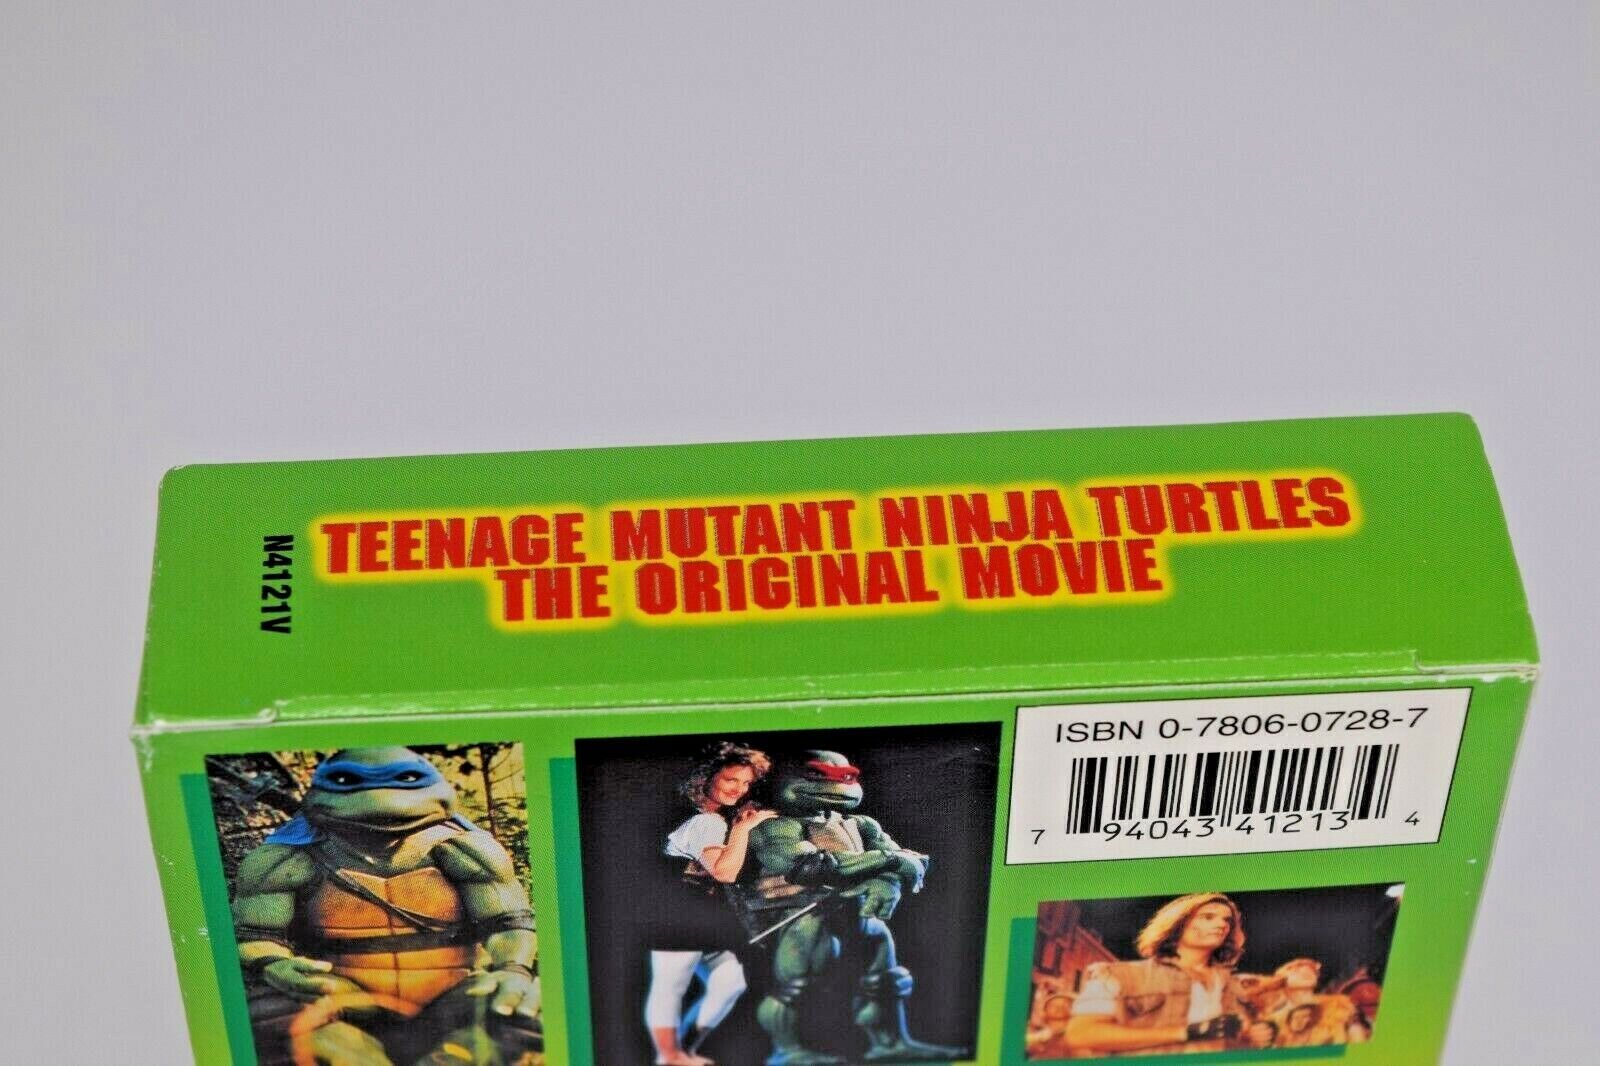 TEENAGE MUTANT NINJA TURTLES
THE ORIGINAL MOVIE
N4121V
ISBN 0-7806-0728-7
7 94043 41213 4